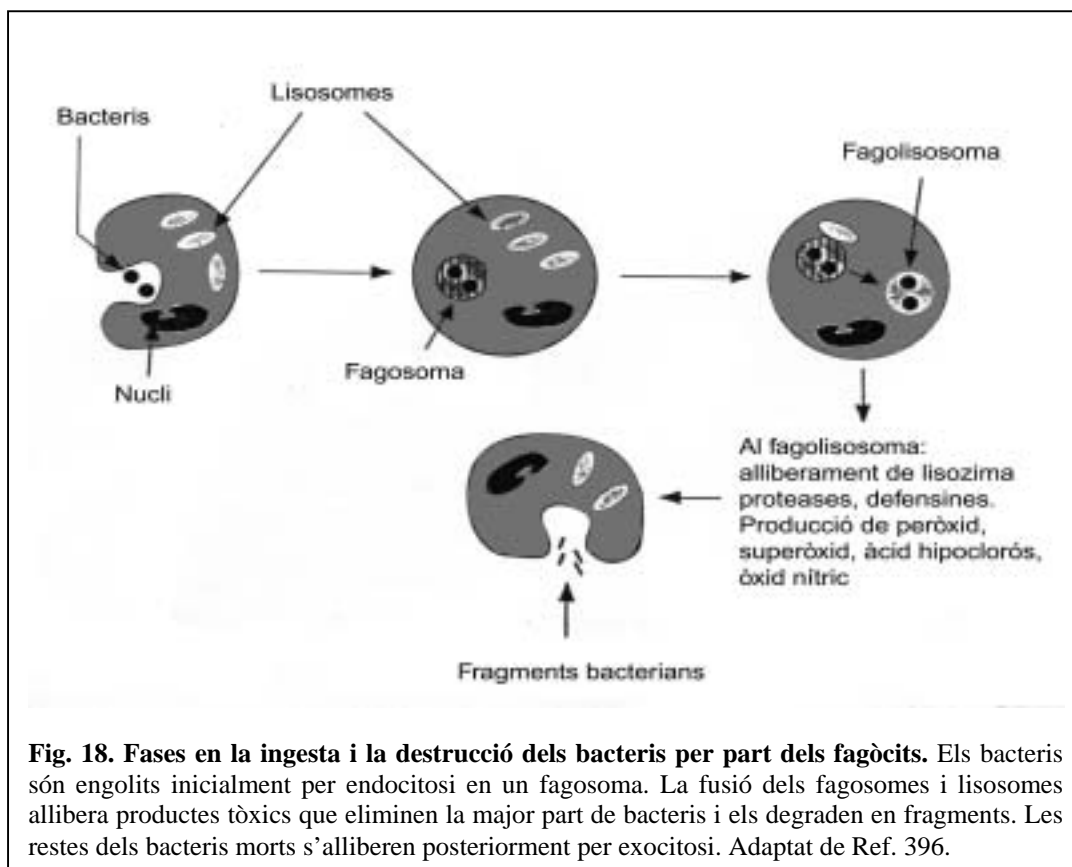 Lisosomes
Bacteris
Fagolisosoma
Fagosoma
Nucli
Al fagolisosoma:
alliberament de lisozima
proteases, defensines.
Producció de peròxid,
superòxid, àcid hipoclorós,
òxid nítric
Fragments bacterians
Fig. 18. Fases en la ingesta i la destrucció dels bacteris per part dels fagòcits. Els bacteris
són engolits inicialment per endocitosi en un fagosoma. La fusió dels fagosomes i lisosomes
allibera productes tòxics que eliminen la major part de bacteris i els degraden en fragments. Les
restes dels bacteris morts s’alliberen posteriorment per exocitosi. Adaptat de Ref. 396.